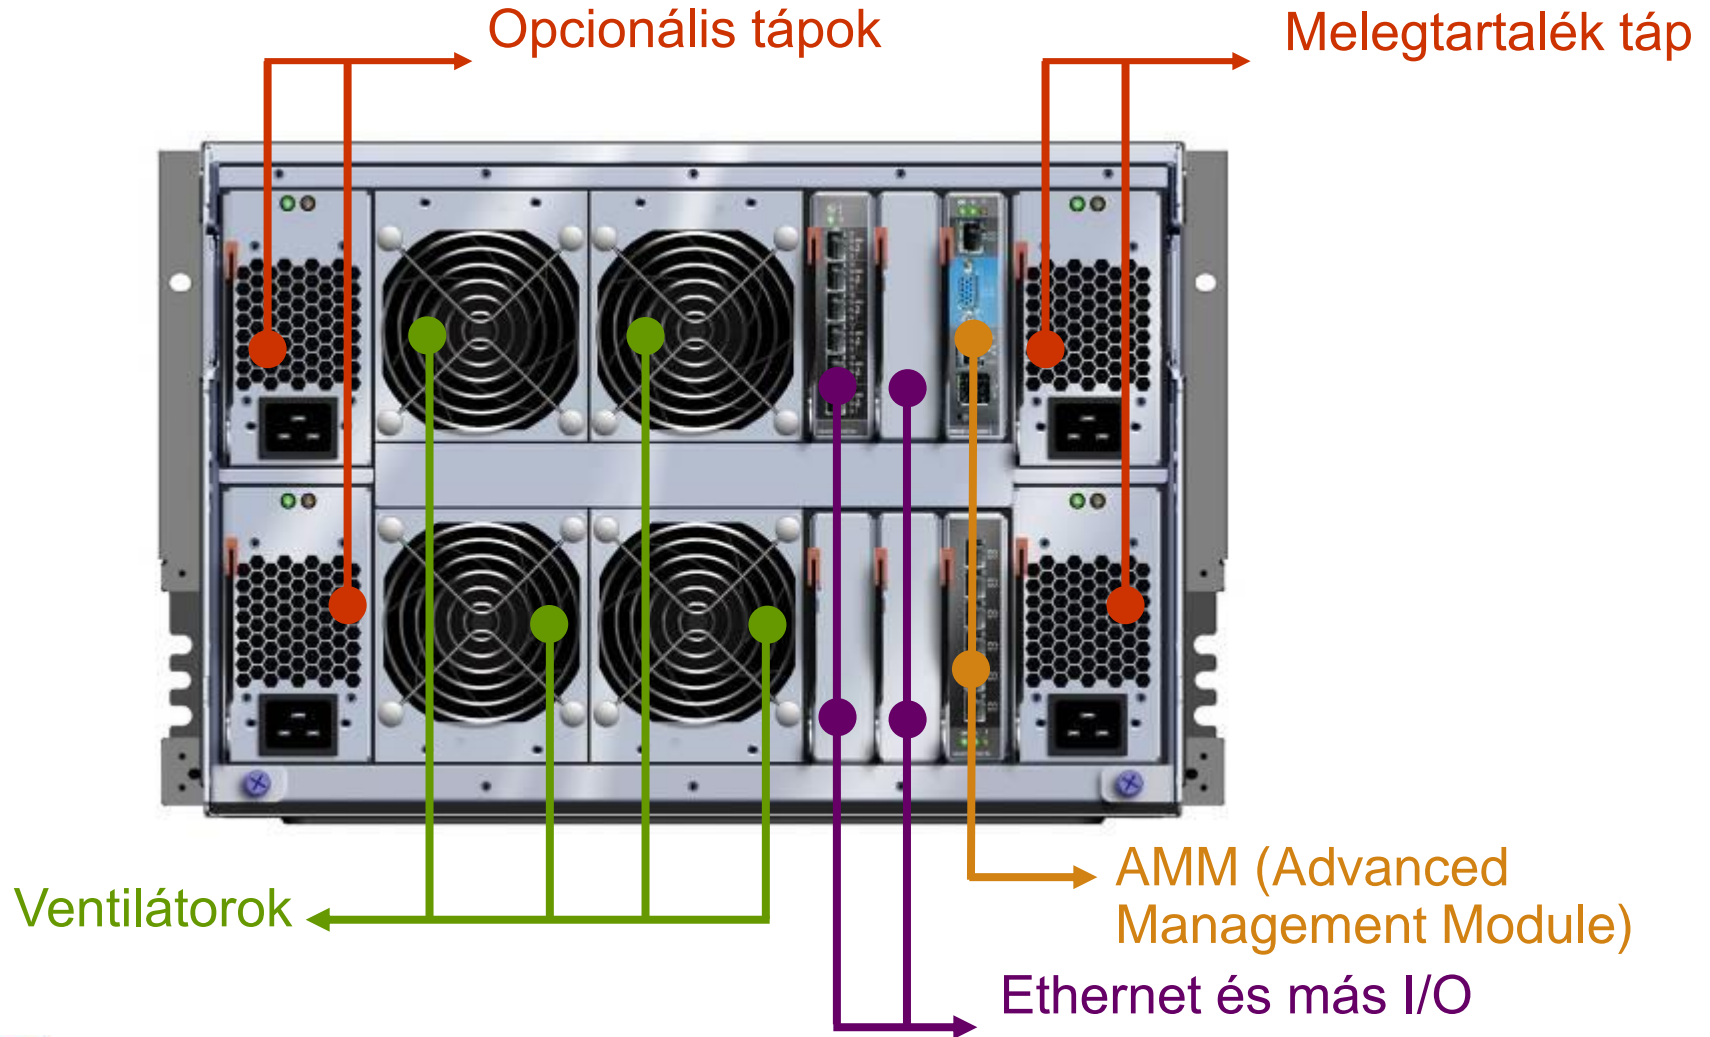 Opcionális tápok
Melegtartalék táp
Ventilátorok
AMM (Advanced
Management Module)
Ethernet és más I/O